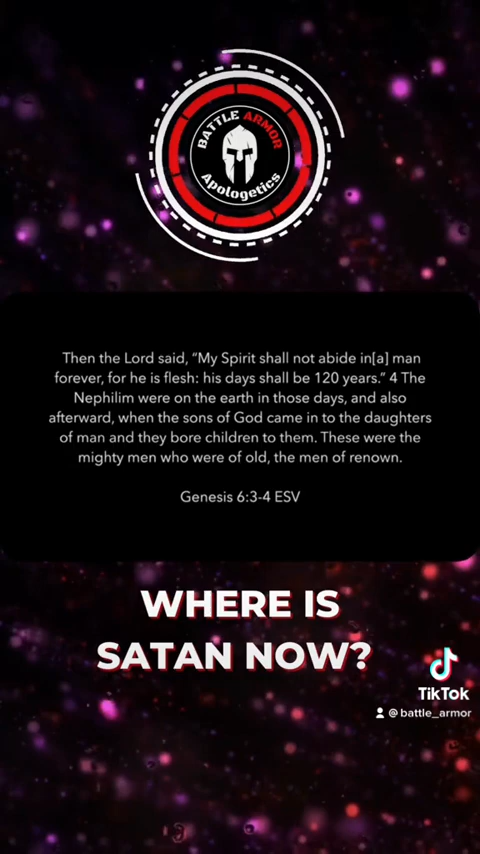 BATTLE ARMOR
Apologetics
Then the Lord said, “My Spirit shall not abide in[a] man
forever, for he is flesh: his days shall be 120 years.” 4 The
Nephilim were on the earth in those days, and also
afterward, when the sons of God came in to the daughters
of man and they bore children to them. These were the
mighty men who were of old, the men of renown.
Genesis 6:3-4 ESV
WHERE IS
SATAN NOW?
TikTok
@ battle_armor